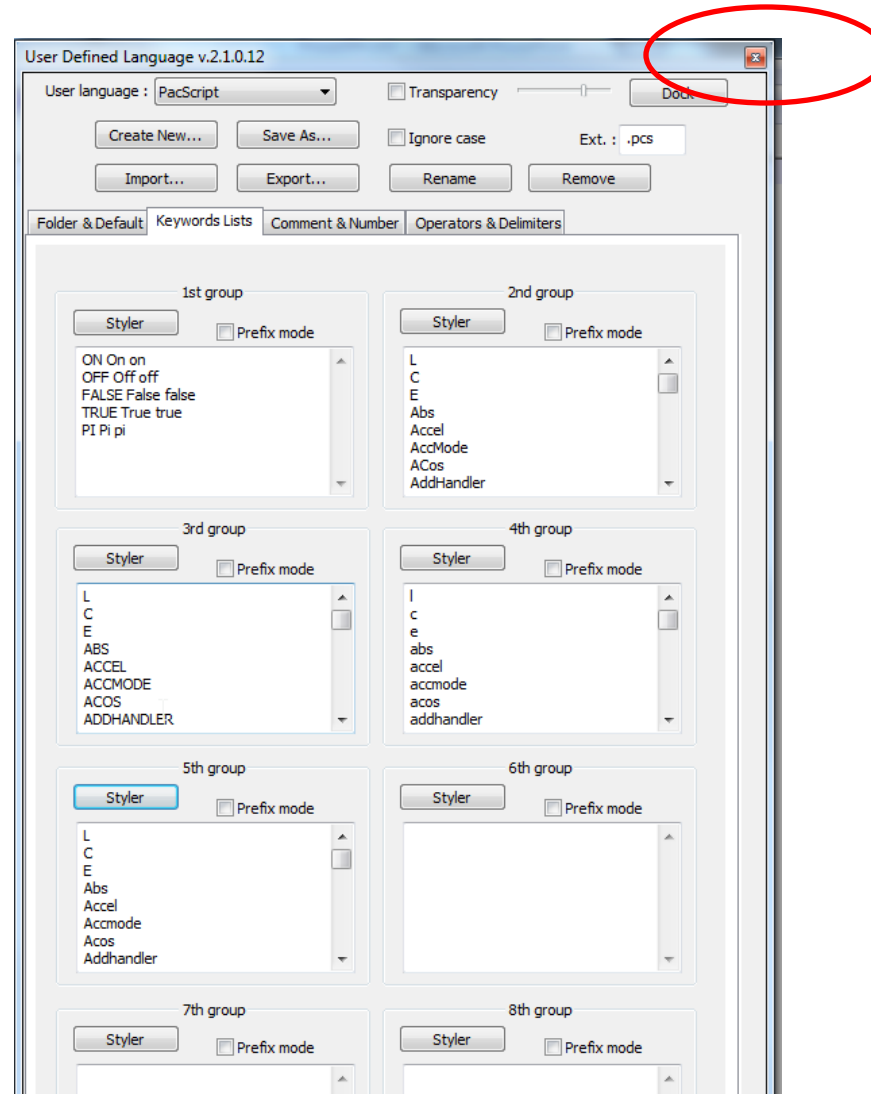 User Defined Language v.2.1.0.12
User language : PacScript Transparency Dock
Create New... Save As... Ignore case Ext. : .pcs
Import... Export... Rename Remove
Folder & Default Keywords Lists Comment & Number Operators & Delimiters
1st group
Styler Prefix mode
ON On on
OFF Off off
FALSE False false
TRUE True true
PI Pi pi
2nd group
Styler Prefix mode
L
C
E
Abs
Accel
AccMode
ACos
AddHandler
3rd group
Styler Prefix mode
L
C
E
ABS
ACCEL
ACCMODE
ACOS
ADDHANDLER
4th group
Styler Prefix mode
l
c
e
abs
accel
accmode
acos
addhandler
5th group
Styler Prefix mode
L
C
E
Abs
Accel
Accmode
Acos
Addhandler
6th group
Styler Prefix mode
7th group
Styler Prefix mode
8th group
Styler Prefix mode